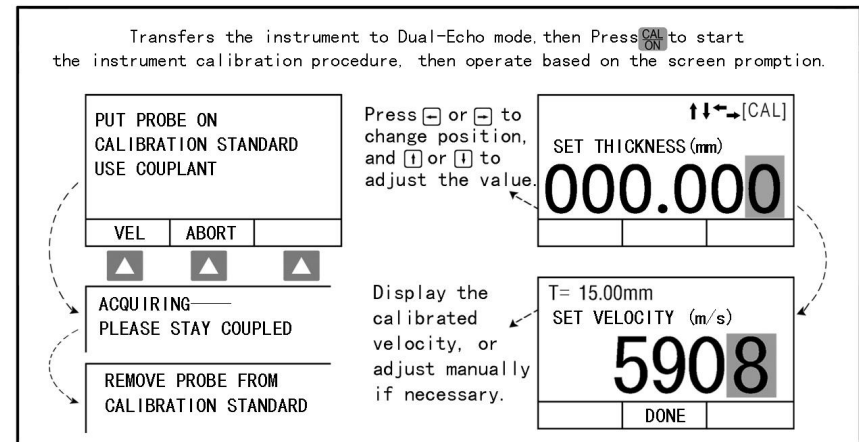 Transfers the instrument to Dual-Echo mode, then Press CAL ON to start
the instrument calibration procedure, then operate based on the screen promption.
PUT PROBE ON
CALIBRATION STANDARD
USE COUPLANT
VEL ABORT
ACQUIRING——
PLEASE STAY COUPLED
REMOVE PROBE FROM
CALIBRATION STANDARD
Press ← or → to
change position,
and ↑ or ↓ to
adjust the value.
↑↓←→[CAL]
SET THICKNESS(mm)
000.000
Display the
calibrated
velocity, or
adjust manually
if necessary.
T= 15.00mm
SET VELOCITY (m/s)
5908
DONE